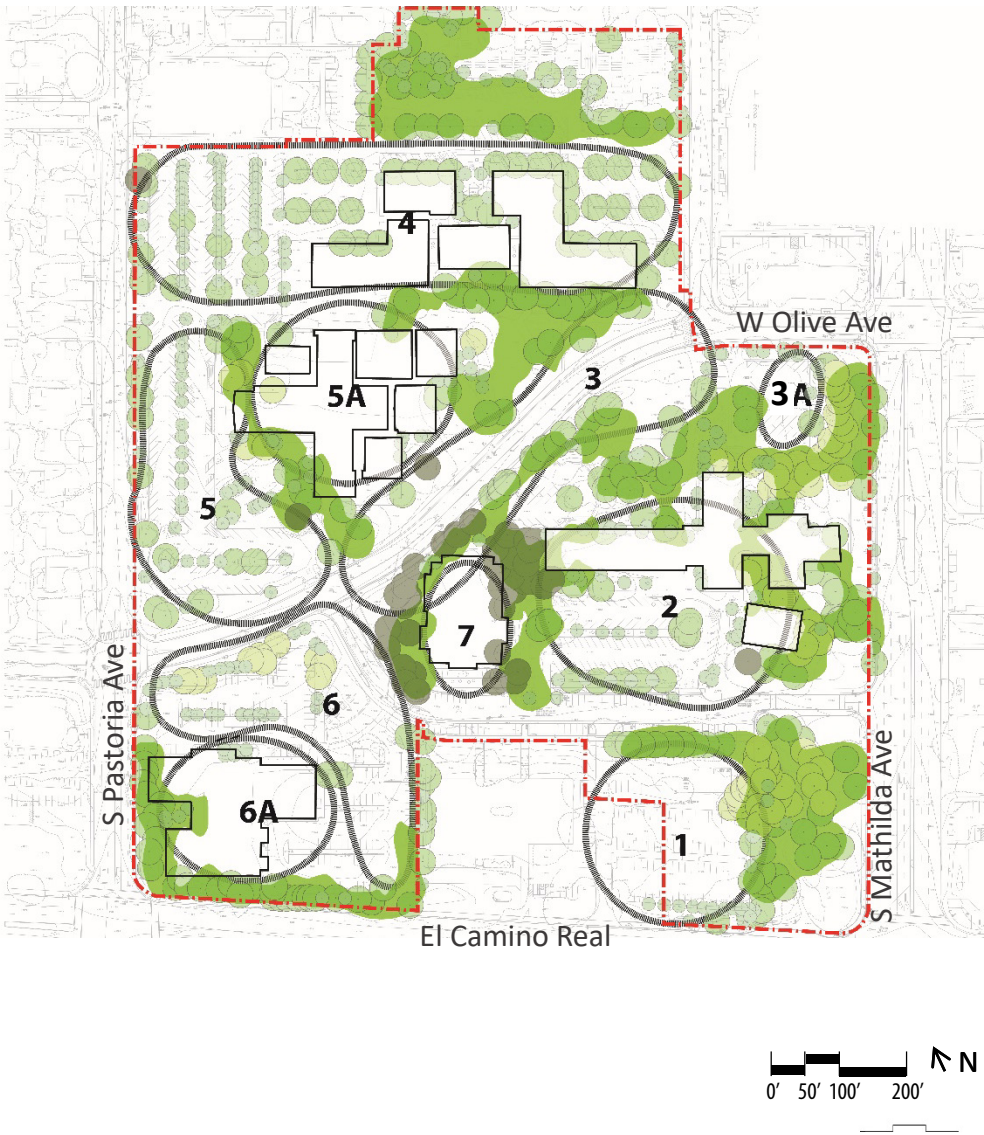 4
W Olive Ave
3
3A
5A
5
2
7
6
S Pastoria Ave
6A
1
S Mathilda Ave
El Camino Real
N
0' 50' 100' 200'